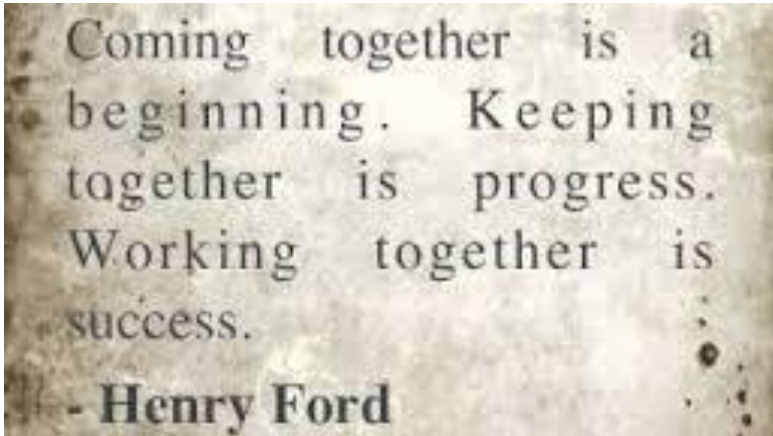 Coming together is a
beginning. Keeping
together is progress.
Working together is
success.
- Henry Ford